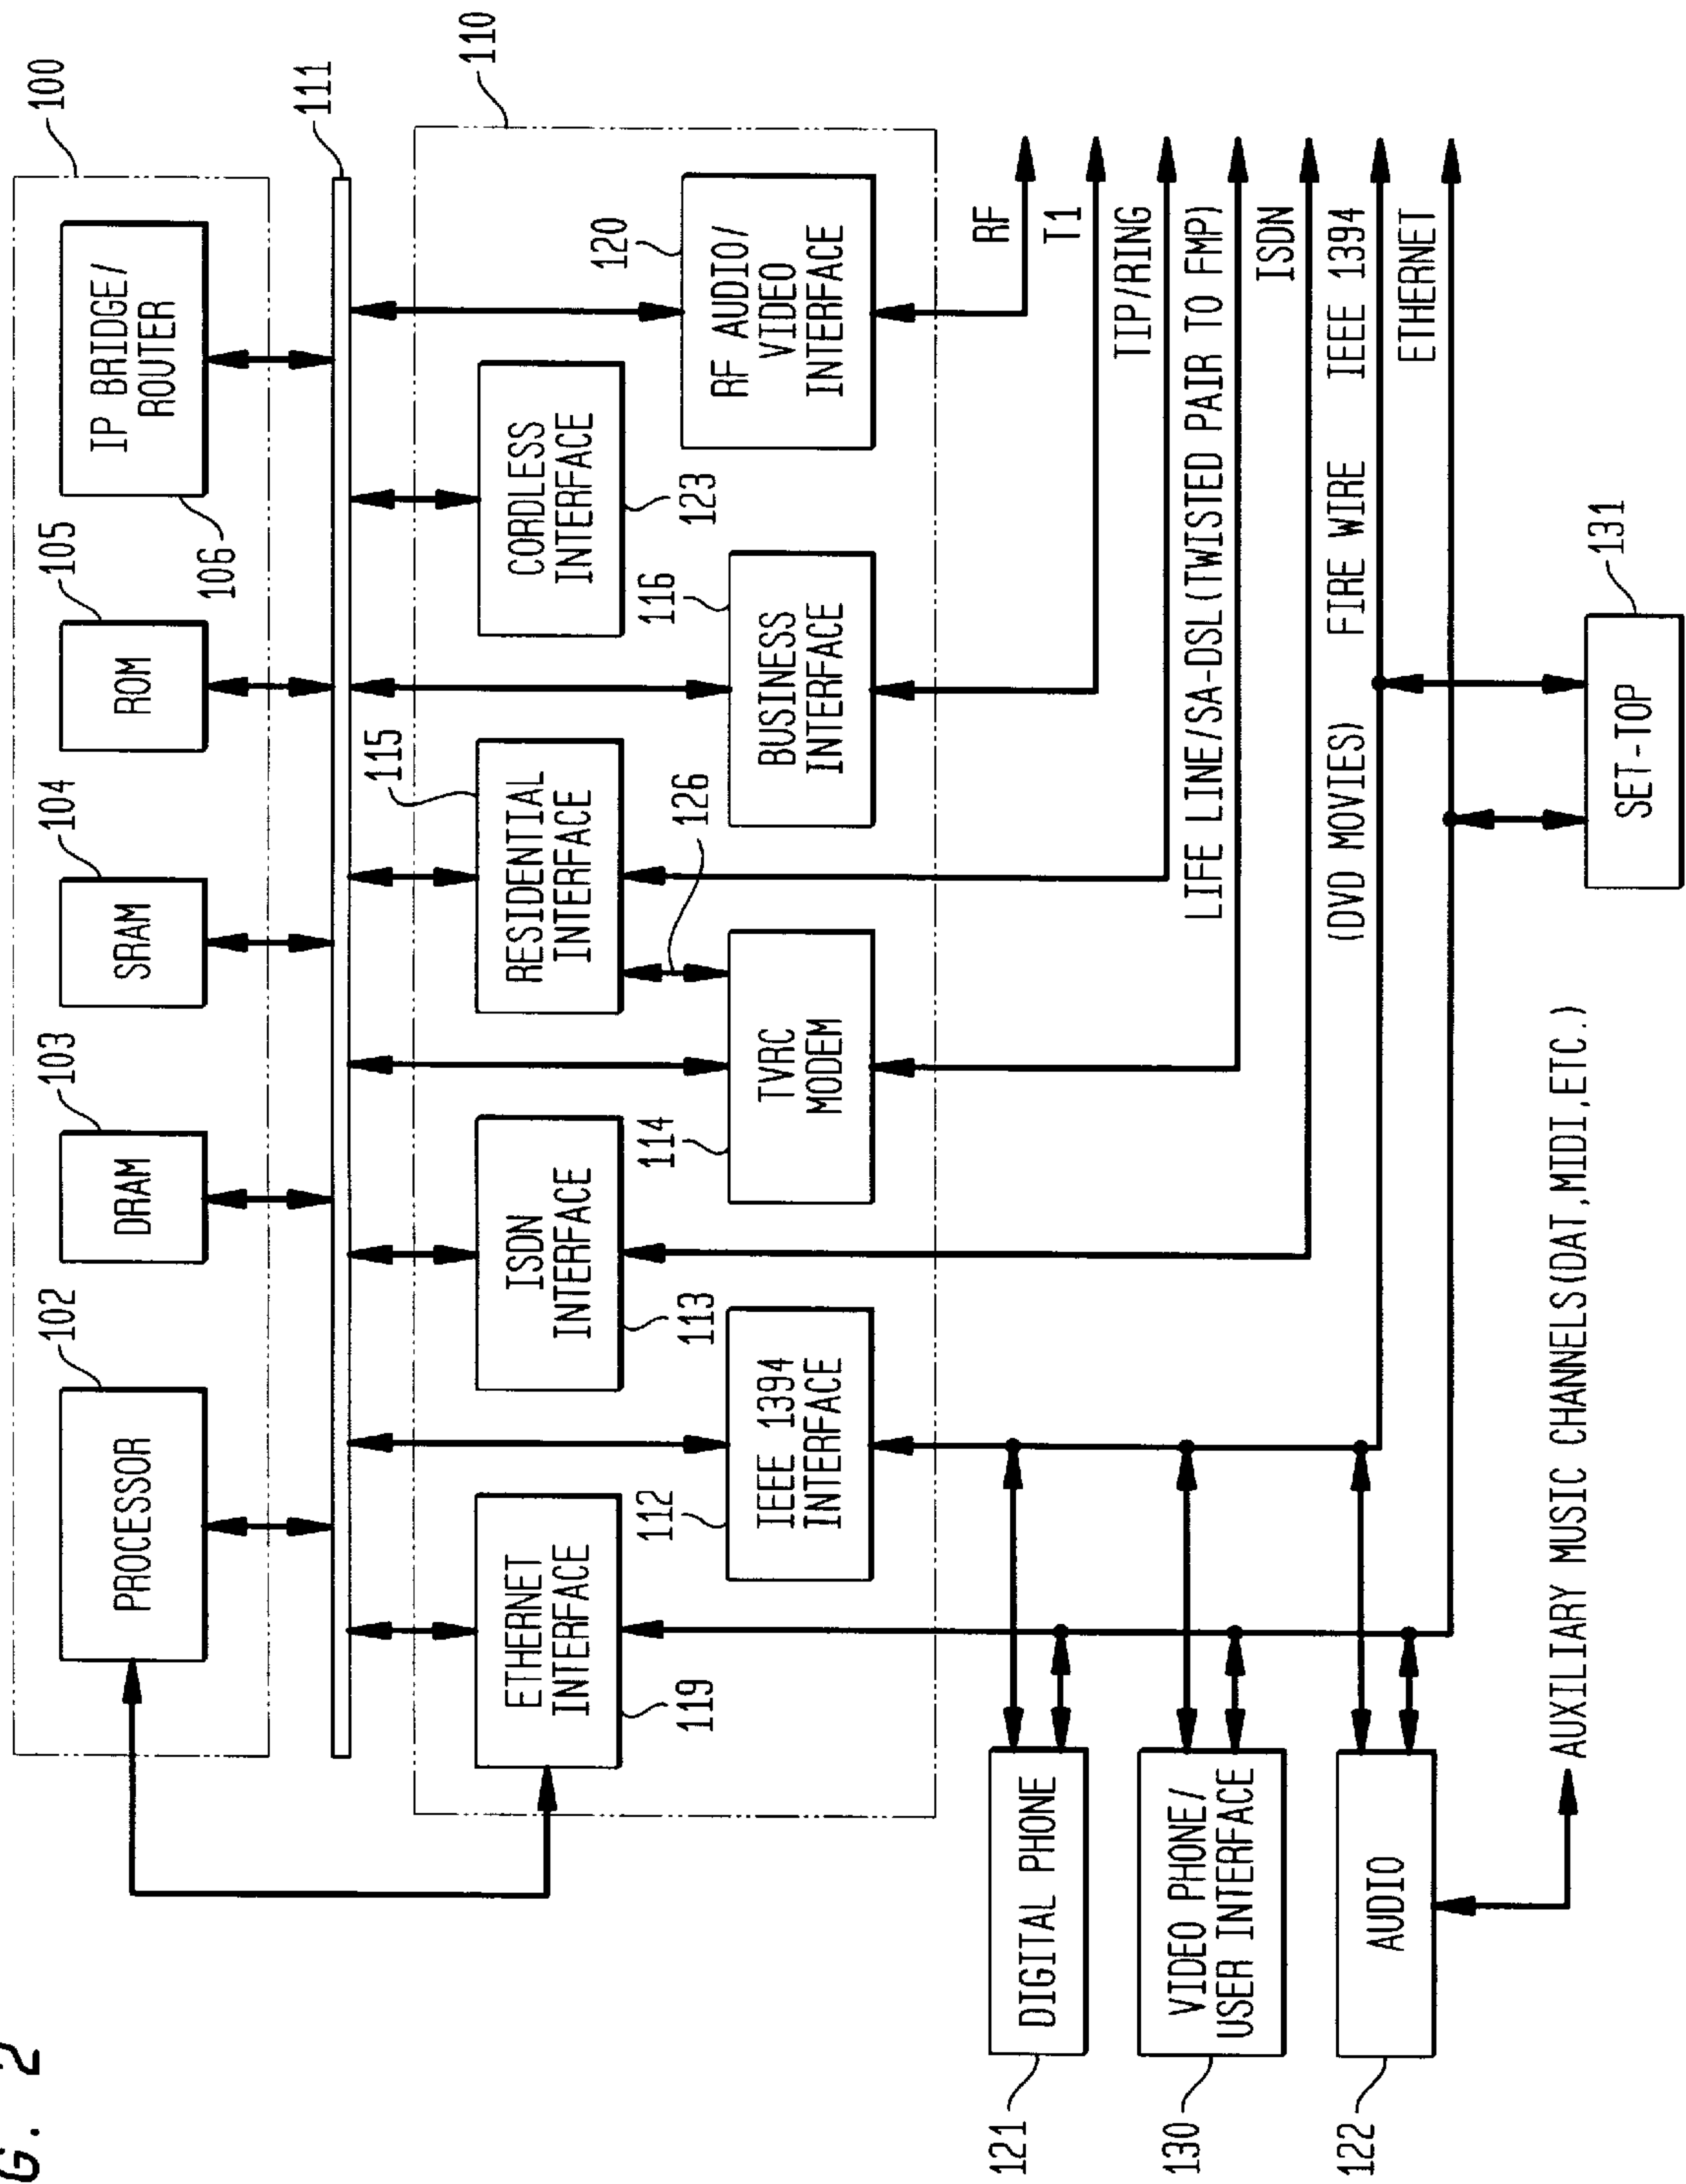 G. 2
100
102
PROCESSOR
103
DRAM
104
SRAM
105
ROM
106
IP BRIDGE/
ROUTER
111
110
119
ETHERNET
INTERFACE
112
IEEE 1394
INTERFACE
113
ISDN
INTERFACE
114
TVRC
MODEM
115
RESIDENTIAL
INTERFACE
126
116
BUSINESS
INTERFACE
123
CORDLESS
INTERFACE
120
RF AUDIO/
VIDEO
INTERFACE
RF
T1
TIP/RING
LIFE LINE/SA-DSL(TWISTED PAIR TO FMP)
ISDN
(DVD MOVIES) FIRE WIRE IEEE 1394
ETHERNET
121
DIGITAL PHONE
130
VIDEO PHONE/
USER INTERFACE
122
AUDIO
AUXILIARY MUSIC CHANNELS(DAT,MIDI,ETC.)
131
SET-TOP